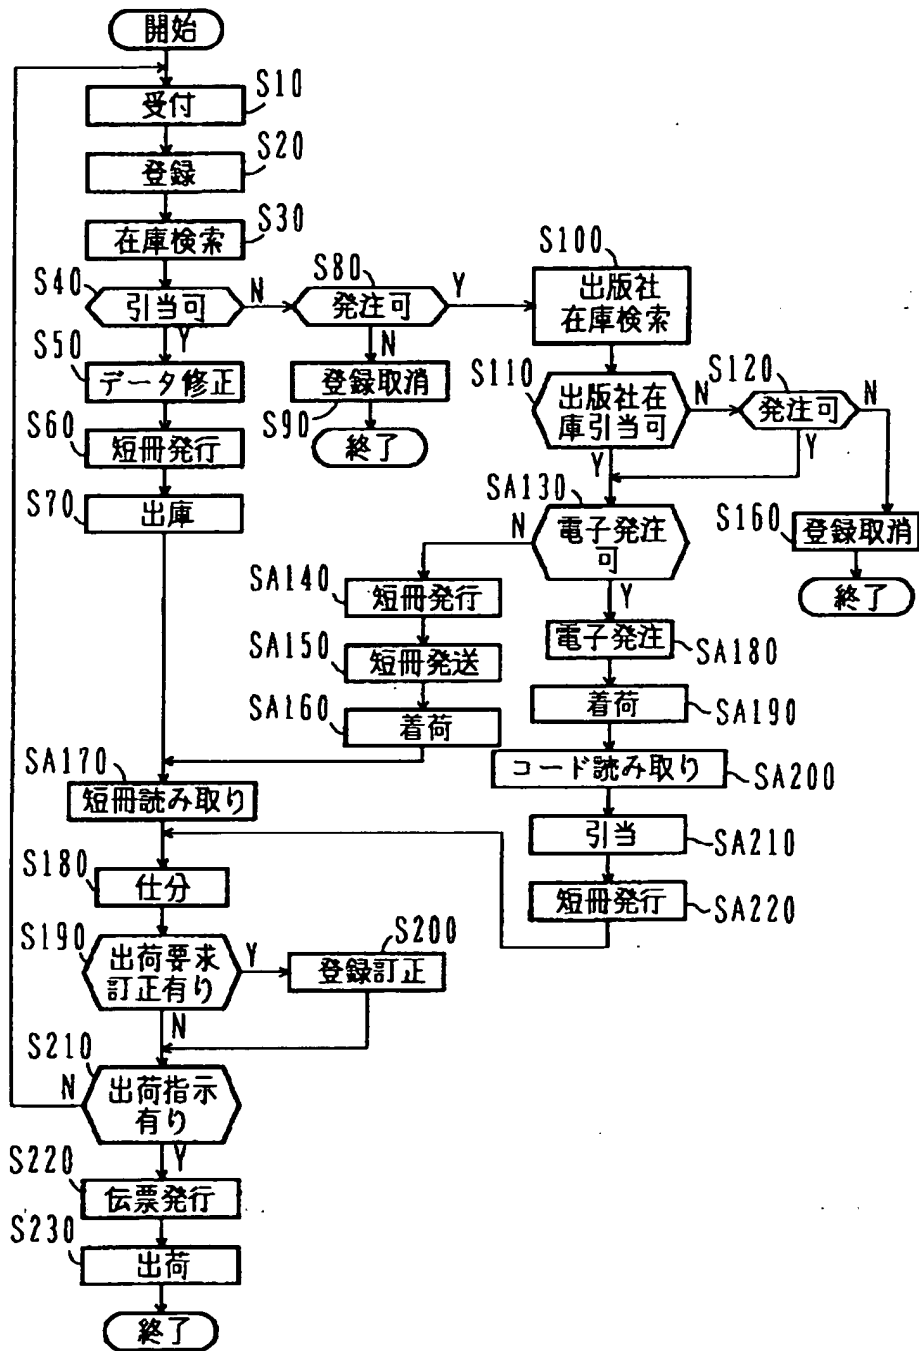 開始
S10
受付
S20
登録
S30
在庫検索
S40
引当可
N
Y
S80
発注可
Y
N
S100
出版社
在庫検索
S50
データ修正
S90
登録取消
終了
S110
出版社在
庫引当可
N
Y
S120
発注可
N
Y
S60
短冊発行
S70
出庫
SA130
電子発注
可
N
Y
S160
登録取消
終了
SA140
短冊発行
SA150
短冊発送
SA160
着荷
電子発注
SA180
着荷
SA190
コード読み取り
SA200
引当
SA210
短冊発行
SA220
SA170
短冊読み取り
S180
仕分
S190
出荷要求
訂正有り
Y
N
S200
登録訂正
S210
出荷指示
有り
N
Y
S220
伝票発行
S230
出荷
終了